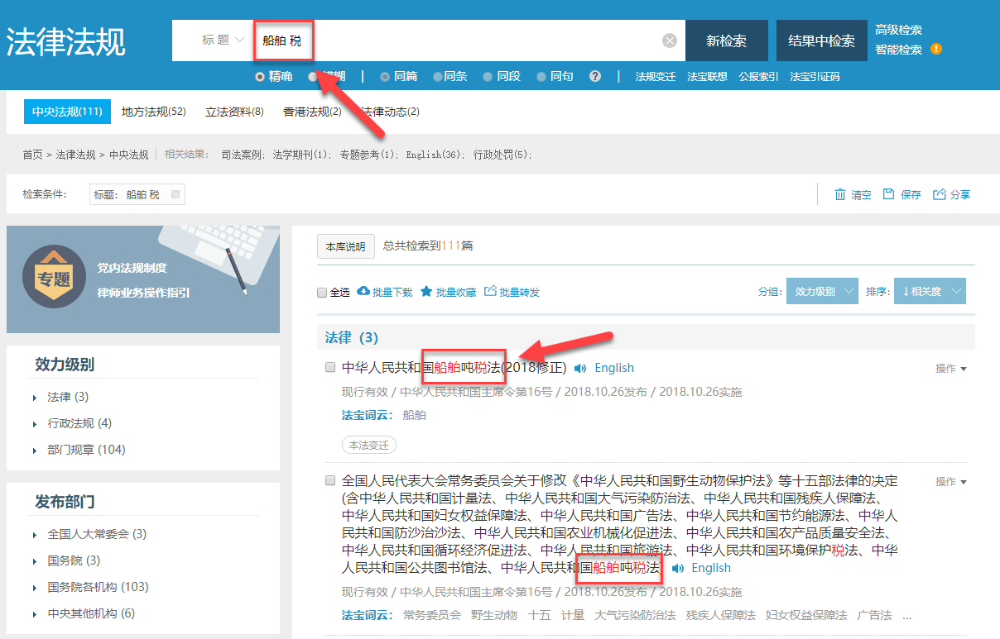 法律法规
标 题
船舶 税
新检索
结果中检索
高级检索
智能检索
精确 模糊 | 同篇 同条 同段 同句 ? | 法规变迁 法宝联想 公报索引 法宝引证码
中央法规(111) 地方法规(52) 立法资料(8) 香港法规(2) 法律动态(2)
首页 > 法律法规 > 中央法规 | 相关结果: 司法案例; 法学期刊(1); 专题参考(1); English(36); 行政处罚(5);
检索条件: 标题: 船舶 税
清空 保存 分享
专题
党内法规制度
律师业务操作指引
效力级别
法律 (3)
行政法规 (4)
部门规章 (104)
发布部门
全国人大常委会 (3)
国务院 (3)
国务院各机构 (103)
中央其他机构 (6)
本库说明 总共检索到111篇
全选 批量下载 批量收藏 批量转发
分组: 效力级别 排序: ↓相关度
法律 (3)
中华人民共和国船舶吨税法(2018修正) English 操作
现行有效 / 中华人民共和国主席令第16号 / 2018.10.26发布 / 2018.10.26实施
法宝词云: 船舶
本法变迁
全国人民代表大会常务委员会关于修改《中华人民共和国野生动物保护法》等十五部法律的决定 操作
(含中华人民共和国计量法、中华人民共和国大气污染防治法、中华人民共和国残疾人保障法、
中华人民共和国妇女权益保障法、中华人民共和国广告法、中华人民共和国节约能源法、中华人
民共和国防沙治沙法、中华人民共和国农业机械化促进法、中华人民共和国农产品质量安全法、
中华人民共和国循环经济促进法、中华人民共和国旅游法、中华人民共和国环境保护税法、中华
人民共和国公共图书馆法、中华人民共和国船舶吨税法) English
现行有效 / 中华人民共和国主席令第16号 / 2018.10.26发布 / 2018.10.26实施
法宝词云: 常务委员会 野生动物 十五 计量 大气污染防治法 残疾人保障法 妇女权益保障法 广告法 ...